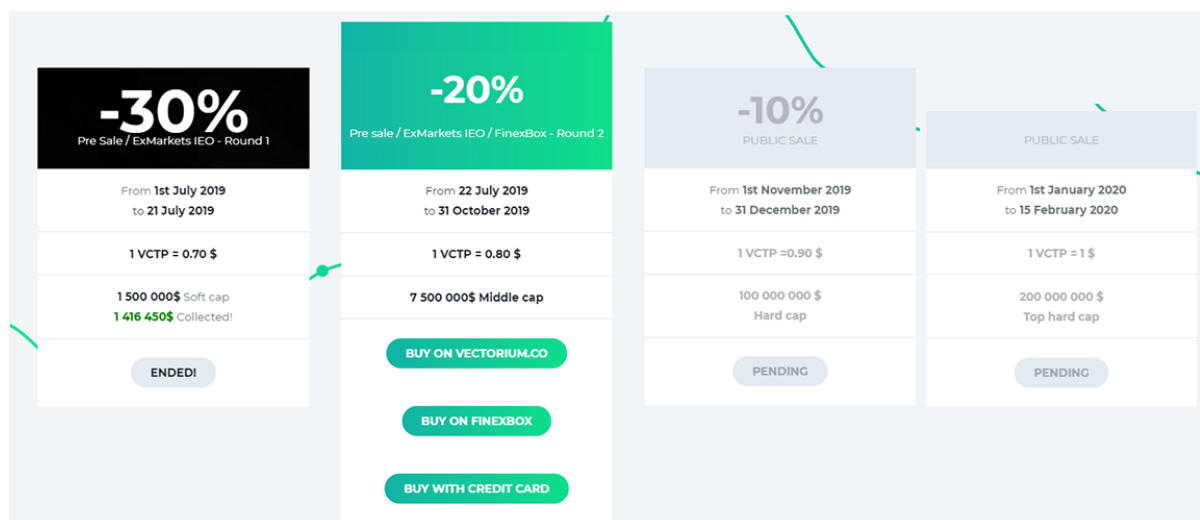 -30%
Pre Sale / ExMarkets IEO - Round 1
From 1st July 2019
to 21 July 2019
1 VCTP = 0.70 $
1 500 000$ Soft cap
1 416 450$ Collected!
ENDED!
-20%
Pre sale / ExMarkets IEO / FinexBox - Round 2
From 22 July 2019
to 31 October 2019
1 VCTP = 0.80 $
7 500 000$ Middle cap
BUY ON VECTORIUM.CO
BUY ON FINEXBOX
BUY WITH CREDIT CARD
-10%
PUBLIC SALE
From 1st November 2019
to 31 December 2019
1 VCTP =0.90 $
100 000 000 $
Hard cap
PENDING
PUBLIC SALE
From 1st January 2020
to 15 February 2020
1 VCTP = 1 $
200 000 000 $
Top hard cap
PENDING